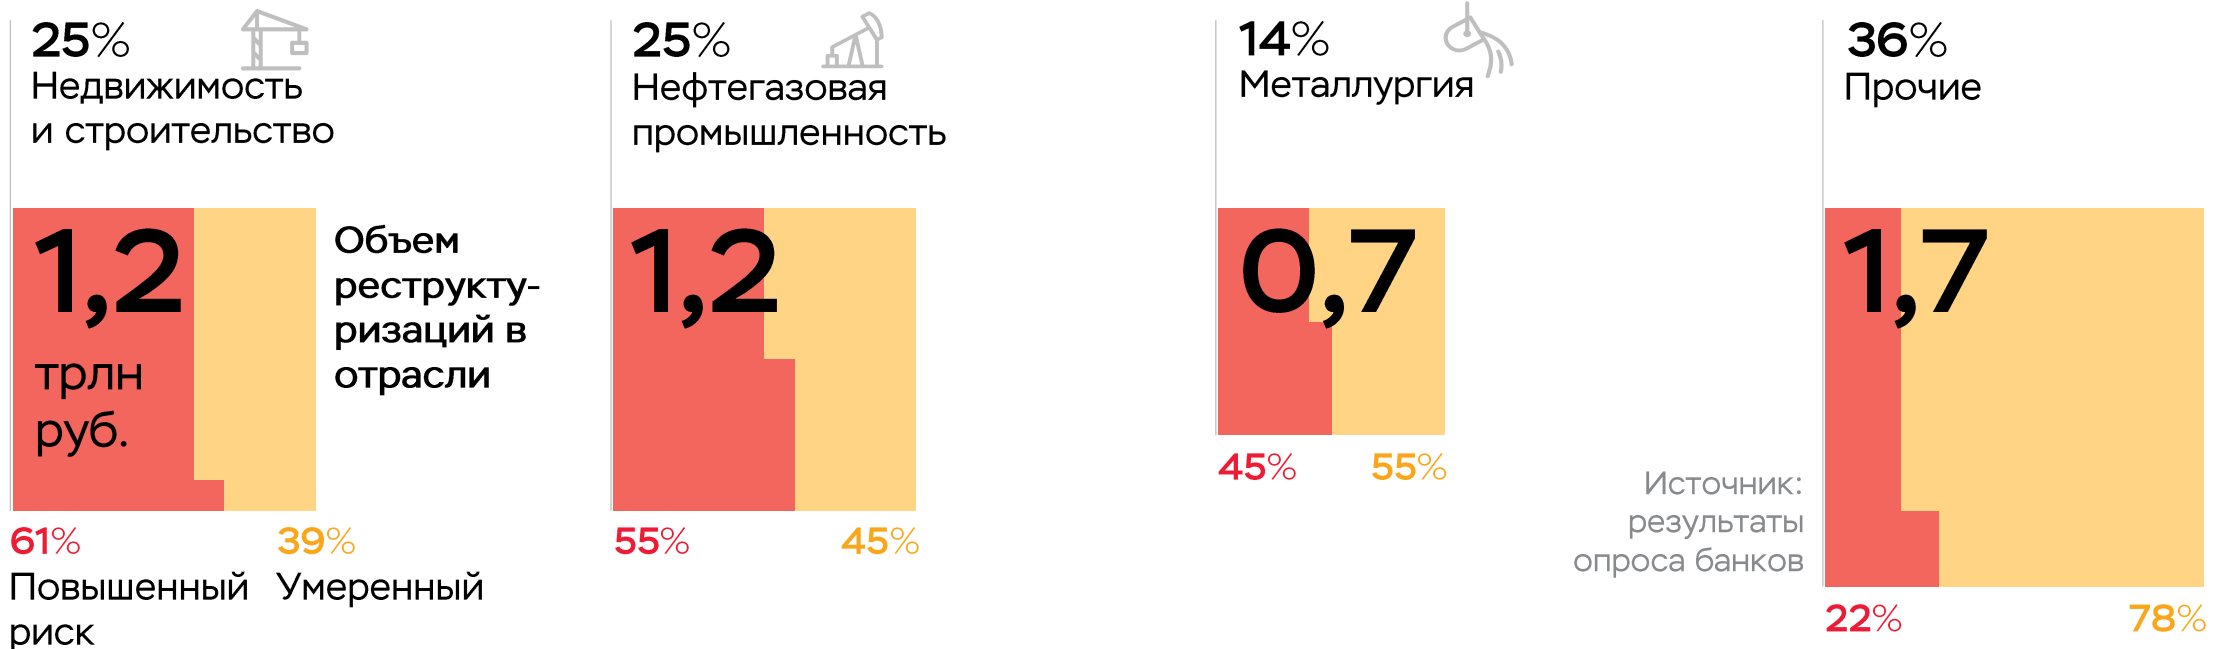 25%
Недвижимость
и строительство
1,2
трлн
руб.
Объем
реструкту-
ризаций в
отрасли
61%
39%
Повышенный
риск
Умеренный
25%
Нефтегазовая
промышленность
1,2
55%
45%
14%
Металлургия
0,7
45%
55%
36%
Прочие
1,7
22%
78%
Источник:
результаты
опроса банков